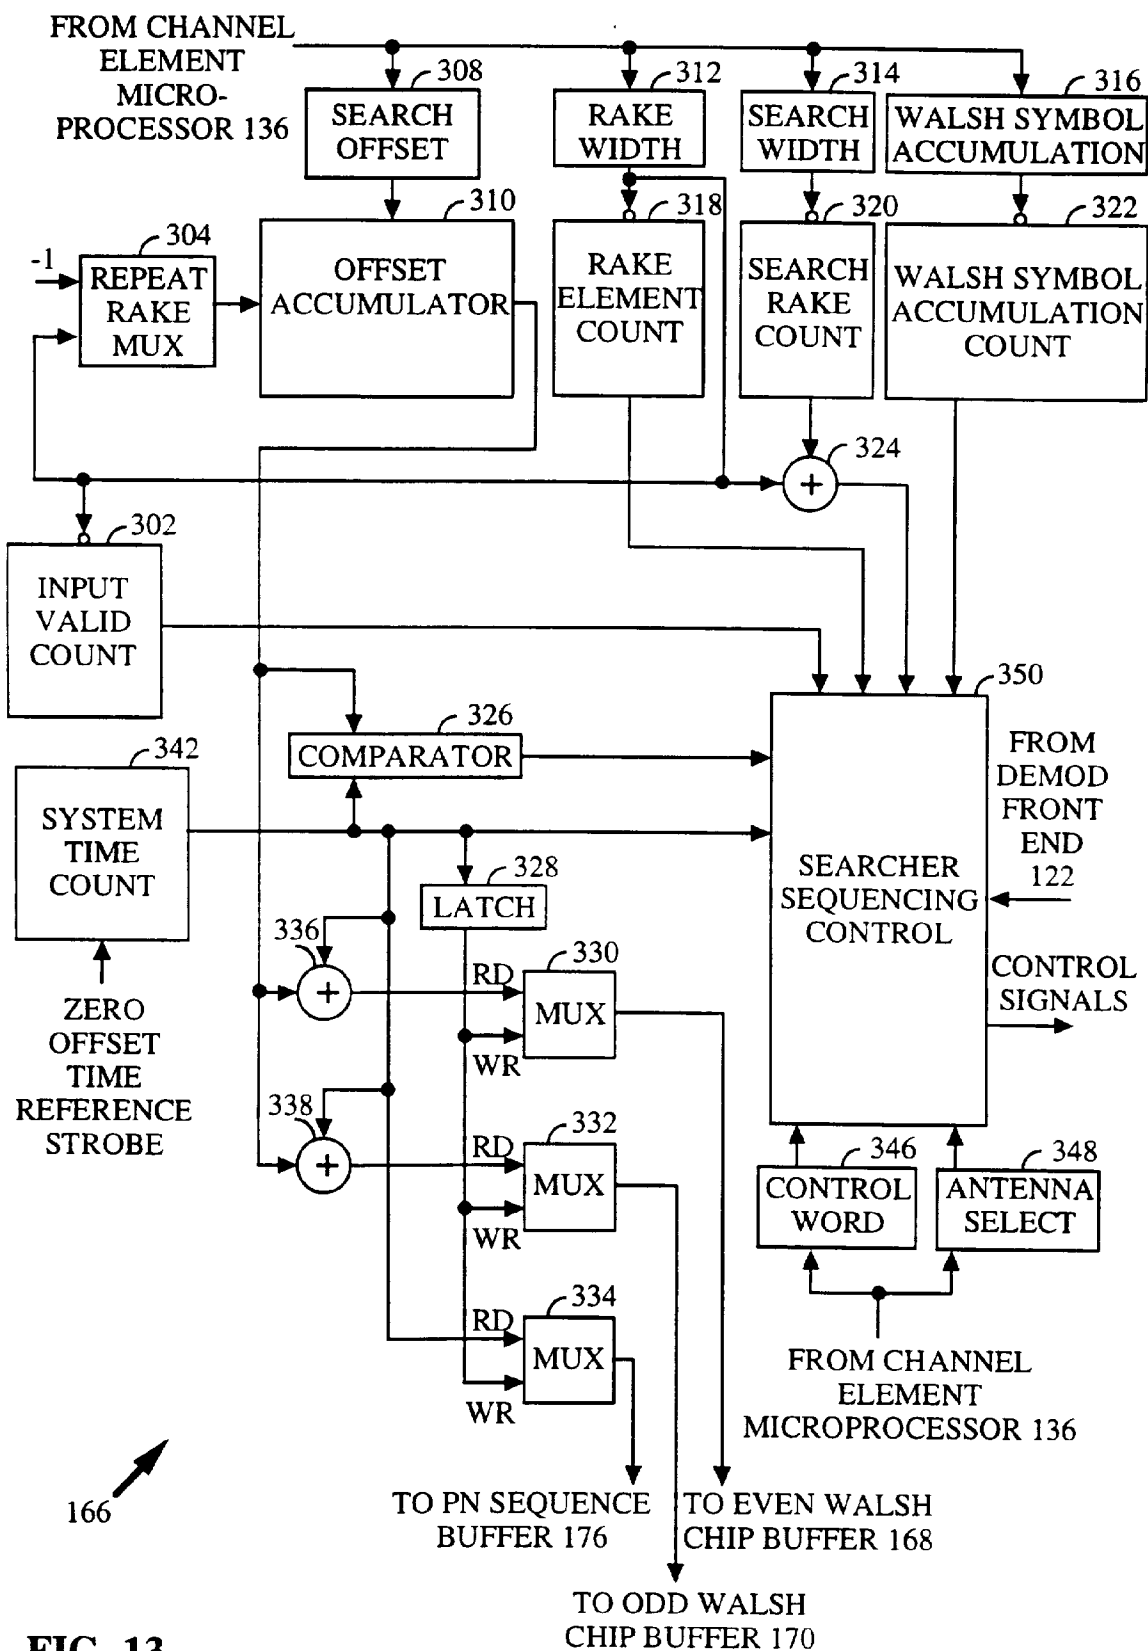 FROM CHANNEL
ELEMENT
MICRO-
PROCESSOR 136
308
312
314
316
SEARCH
OFFSET
RAKE
WIDTH
SEARCH
WIDTH
WALSH SYMBOL
ACCUMULATION
310
318
320
322
304
-1
REPEAT
RAKE
MUX
OFFSET
ACCUMULATOR
RAKE
ELEMENT
COUNT
SEARCH
RAKE
COUNT
WALSH SYMBOL
ACCUMULATION
COUNT
324
+
302
INPUT
VALID
COUNT
350
326
COMPARATOR
FROM
DEMOD
FRONT
END
122
342
SYSTEM
TIME
COUNT
SEARCHER
SEQUENCING
CONTROL
328
LATCH
336
+
RD
330
MUX
WR
CONTROL
SIGNALS
ZERO
OFFSET
TIME
REFERENCE
STROBE
338
+
RD
332
MUX
WR
346
348
CONTROL
WORD
ANTENNA
SELECT
RD
334
MUX
WR
FROM CHANNEL
ELEMENT
MICROPROCESSOR 136
166
TO PN SEQUENCE
BUFFER 176
TO EVEN WALSH
CHIP BUFFER 168
TO ODD WALSH
CHIP BUFFER 170
FIG. 13